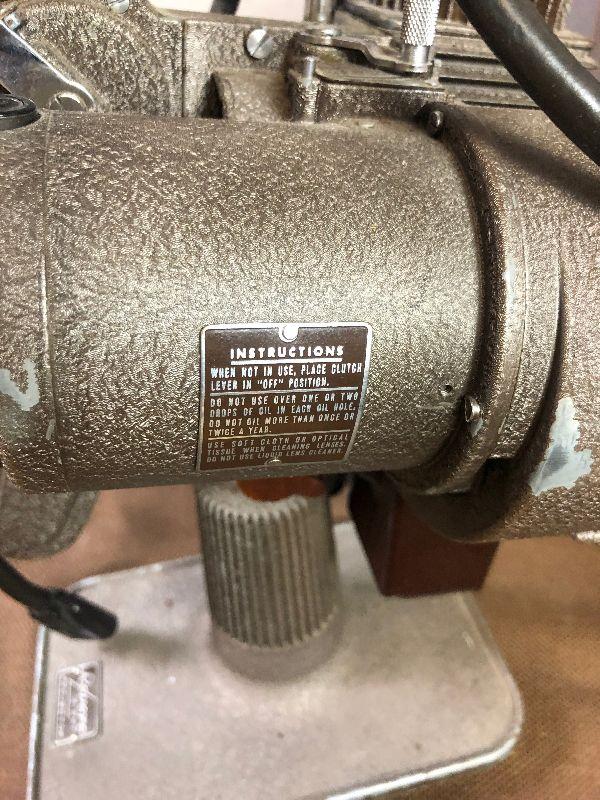 INSTRUCTIONS
WHEN NOT IN USE, PLACE CLUTCH
LEVER IN "OFF" POSITION.
DO NOT USE OVER ONE OR TWO
DROPS OF OIL IN EACH OIL HOLE.
DO NOT OIL MORE THAN ONCE OR
TWICE A YEAR.
USE SOFT CLOTH OR OPTICAL
TISSUE WHEN CLEANING LENSES.
DO NOT USE LIQUID LENS CLEANER.